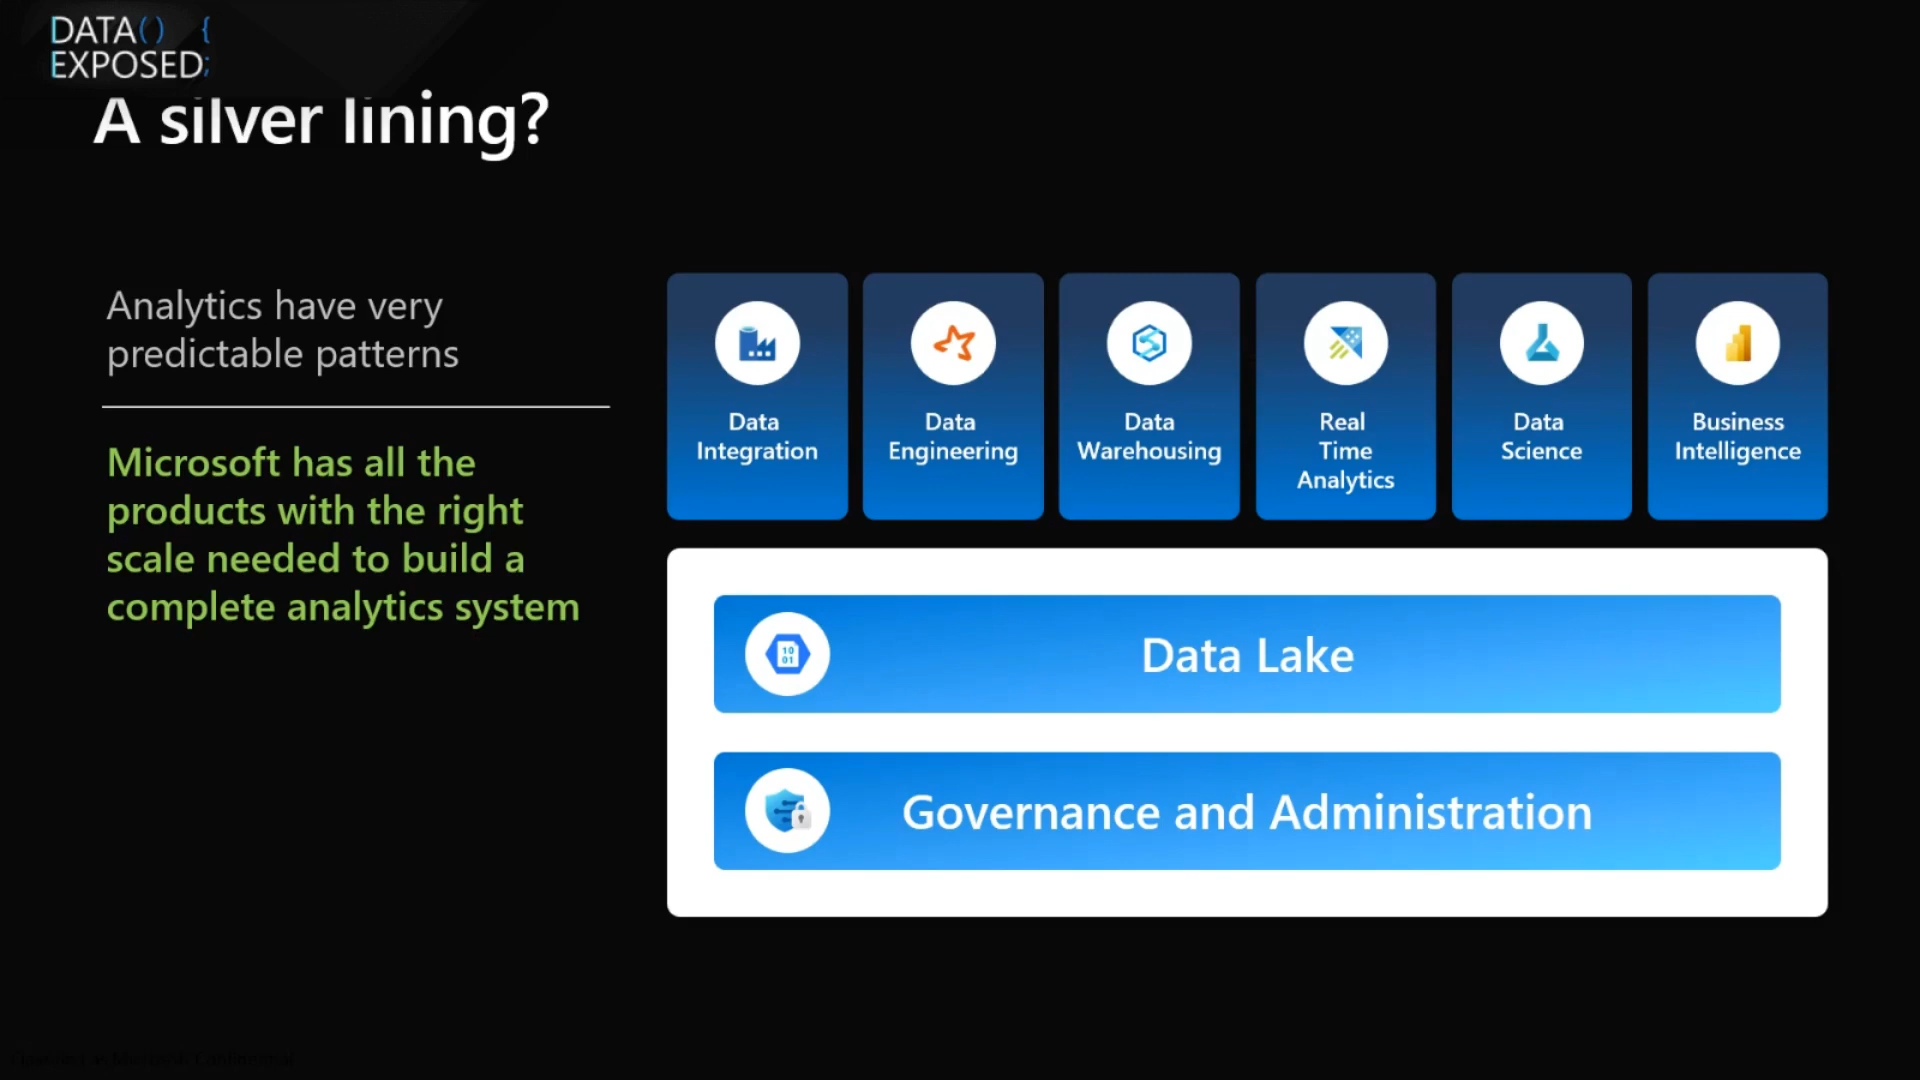 DATA() {
EXPOSED;
A silver lining?
Analytics have very
predictable patterns
Microsoft has all the
products with the right
scale needed to build a
complete analytics system
Data
Integration
Data
Engineering
Data
Warehousing
Real
Time
Analytics
Data
Science
Business
Intelligence
10
01
Data Lake
Governance and Administration